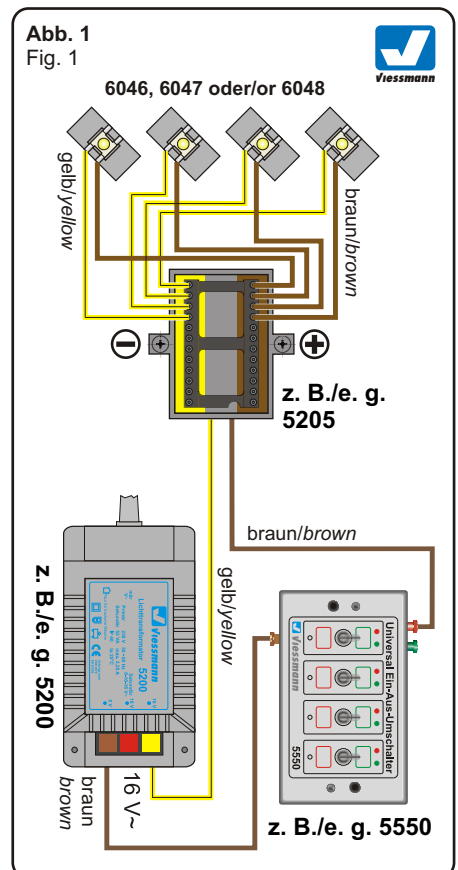 Abb. 1
Fig. 1
viessmann
6046, 6047 oder/or 6048
gelb/yellow
braun/brown
z. B./e. g.
5205
braun/brown
gelb/yellow
z. B./e. g. 5200
Viessmann
Lichttransformator
5200
braun
brown
16 V~
Viessmann
Universal Ein-Aus-Umschalter
5550
z. B./e. g. 5550